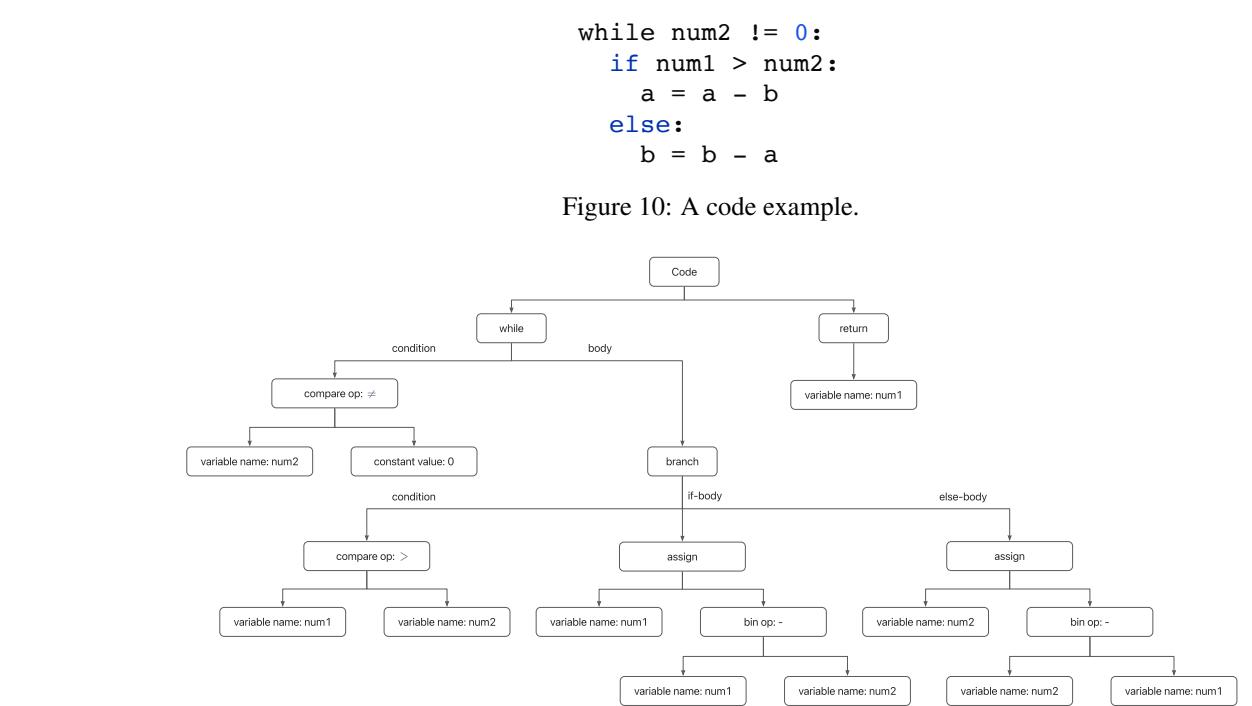 while num2 != 0:
if num1 > num2:
a = a - b
else:
b = b - a
Figure 10: A code example.
Code
while
return
condition
body
compare op: ≠
variable name: num1
variable name: num2
constant value: 0
branch
condition
if-body
else-body
compare op: >
assign
assign
variable name: num1
variable name: num2
variable name: num1
bin op: -
variable name: num2
bin op: -
variable name: num1
variable name: num2
variable name: num2
variable name: num1